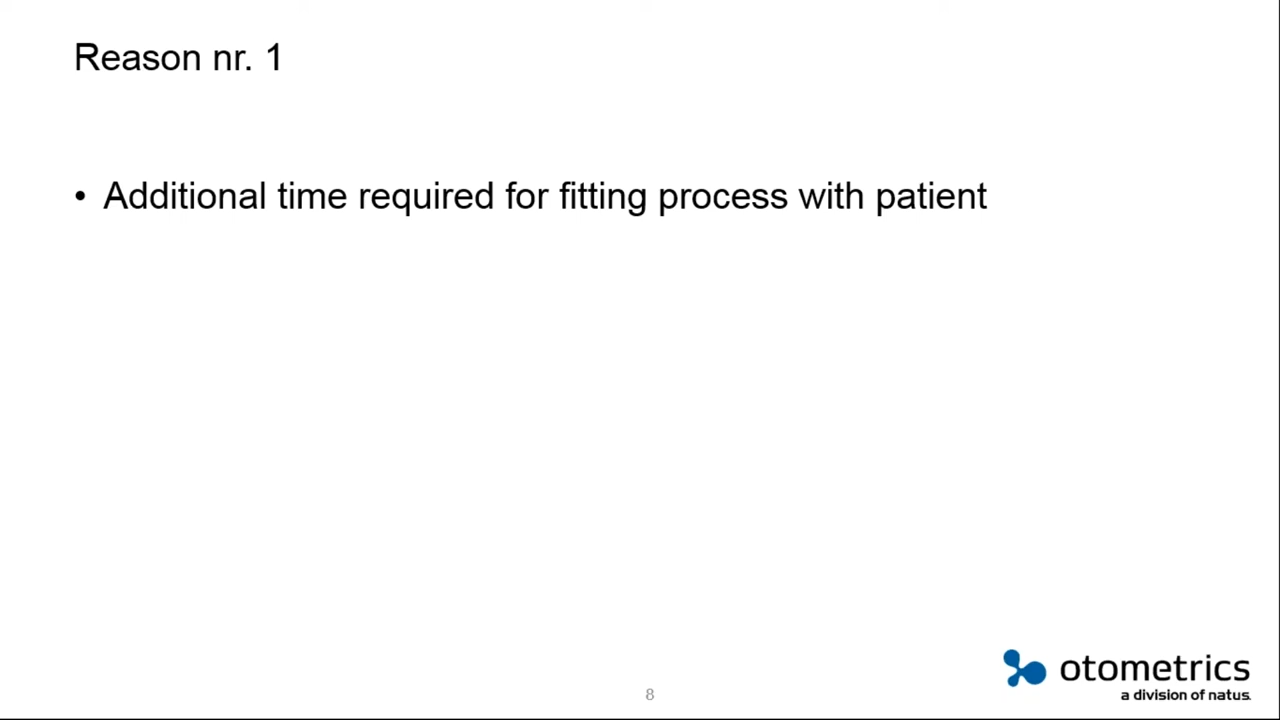 Reason nr. 1
• Additional time required for fitting process with patient
otometrics
a division of natus.
8